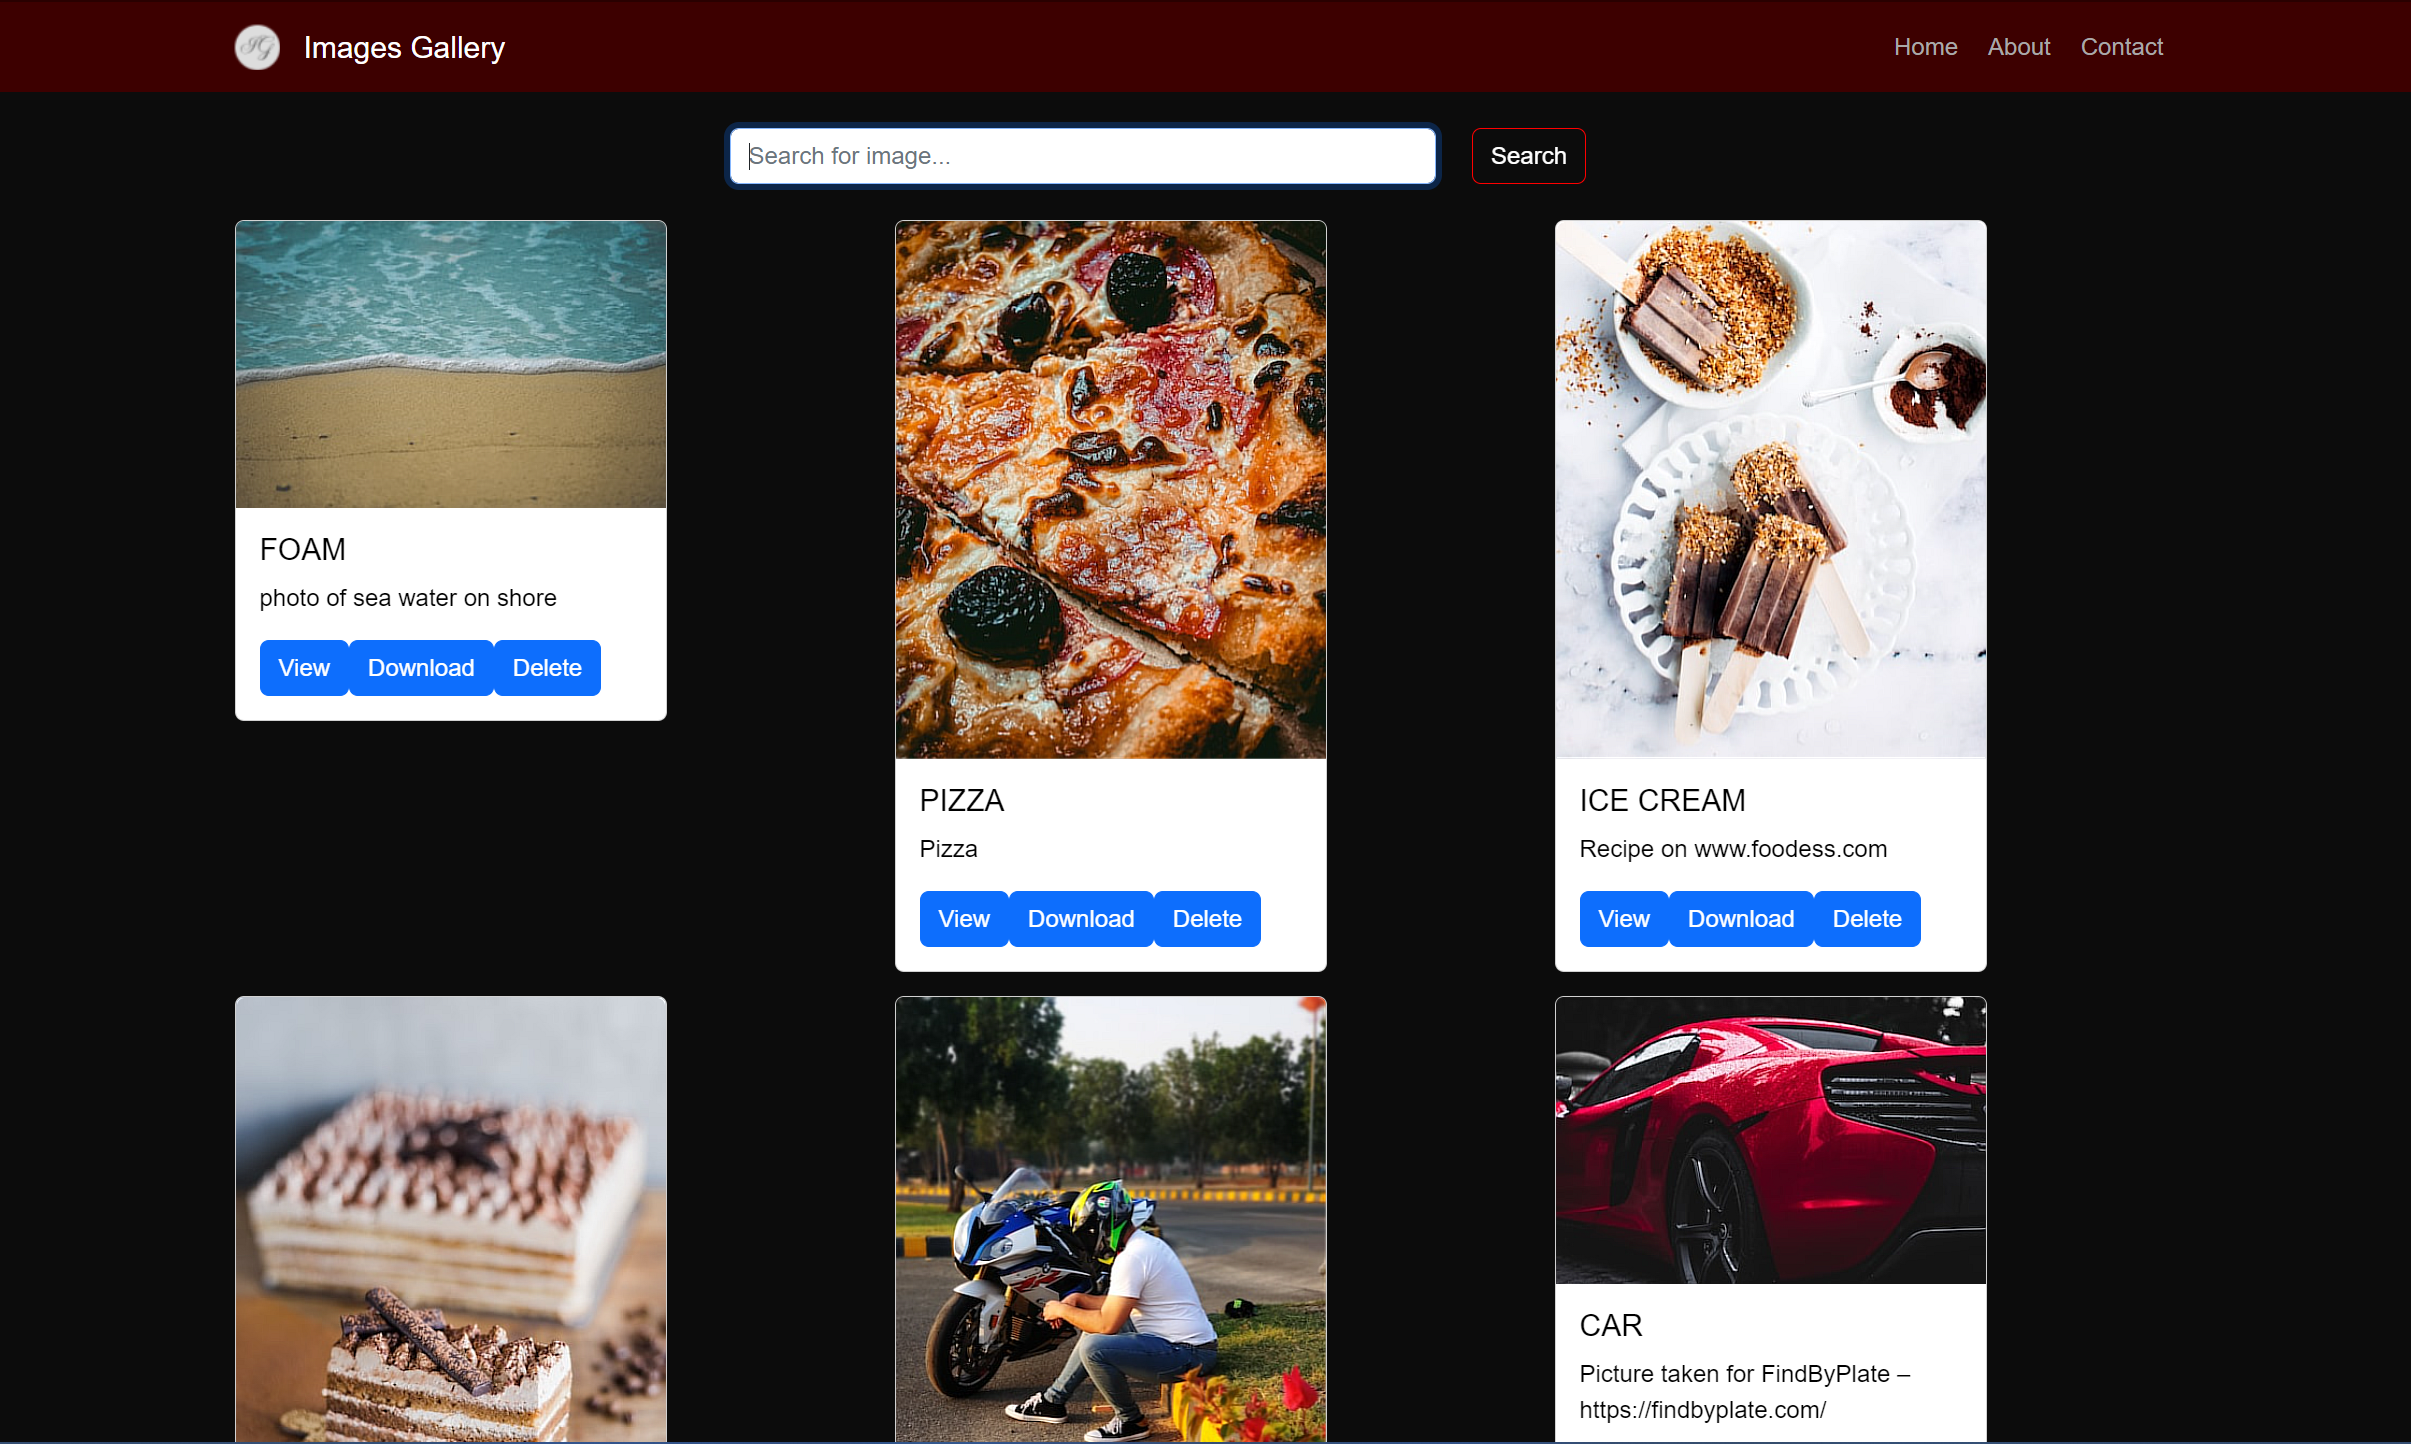 Images Gallery
Home
About
Contact
Search for image...
Search
FOAM
photo of sea water on shore
View
Download
Delete
PIZZA
Pizza
View
Download
Delete
ICE CREAM
Recipe on www.foodess.com
View
Download
Delete
CAR
Picture taken for FindByPlate –
https://findbyplate.com/